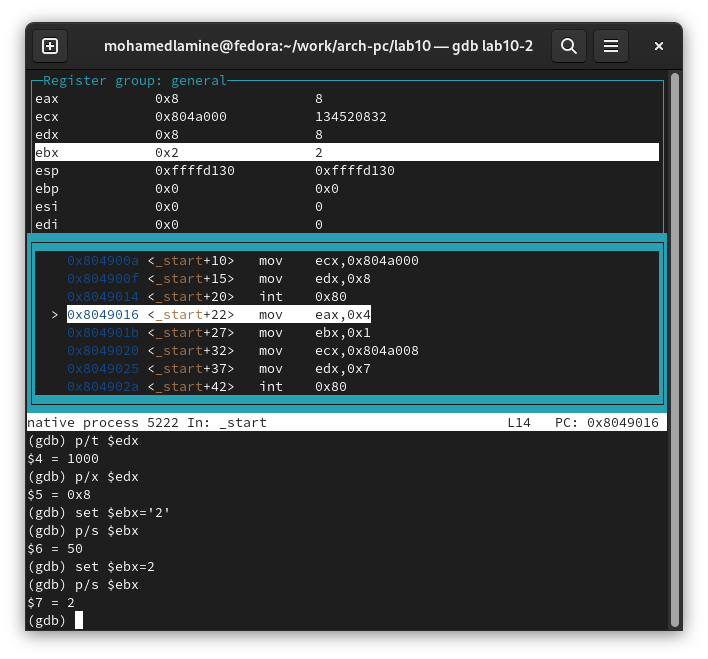 mohamedlamine@fedora:~/work/arch-pc/lab10 — gdb lab10-2
Register group: general
eax 0x8 8
ecx 0x804a000 134520832
edx 0x8 8
ebx 0x2 2
esp 0xffffd130 0xffffd130
ebp 0x0 0x0
esi 0x0 0
edi 0x0 0
0x804900a <_start+10> mov ecx,0x804a000
0x804900f <_start+15> mov edx,0x8
0x8049014 <_start+20> int 0x80
> 0x8049016 <_start+22> mov eax,0x4
0x804901b <_start+27> mov ebx,0x1
0x8049020 <_start+32> mov ecx,0x804a008
0x8049025 <_start+37> mov edx,0x7
0x804902a <_start+42> int 0x80
native process 5222 In: _start L14 PC: 0x8049016
(gdb) p/t $edx
$4 = 1000
(gdb) p/x $edx
$5 = 0x8
(gdb) set $ebx='2'
(gdb) p/s $ebx
$6 = 50
(gdb) set $ebx=2
(gdb) p/s $ebx
$7 = 2
(gdb)